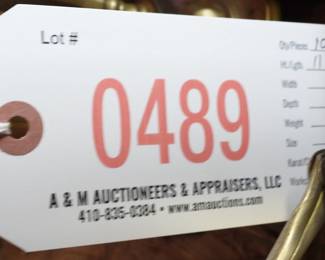 Lot #
Qty/Pieces
Ht./Lgth.
Width
Depth
Weight
Size
0489
A & M AUCTIONEERS & APPRAISERS, LLC
410-835-0384 • www.amauctions.com